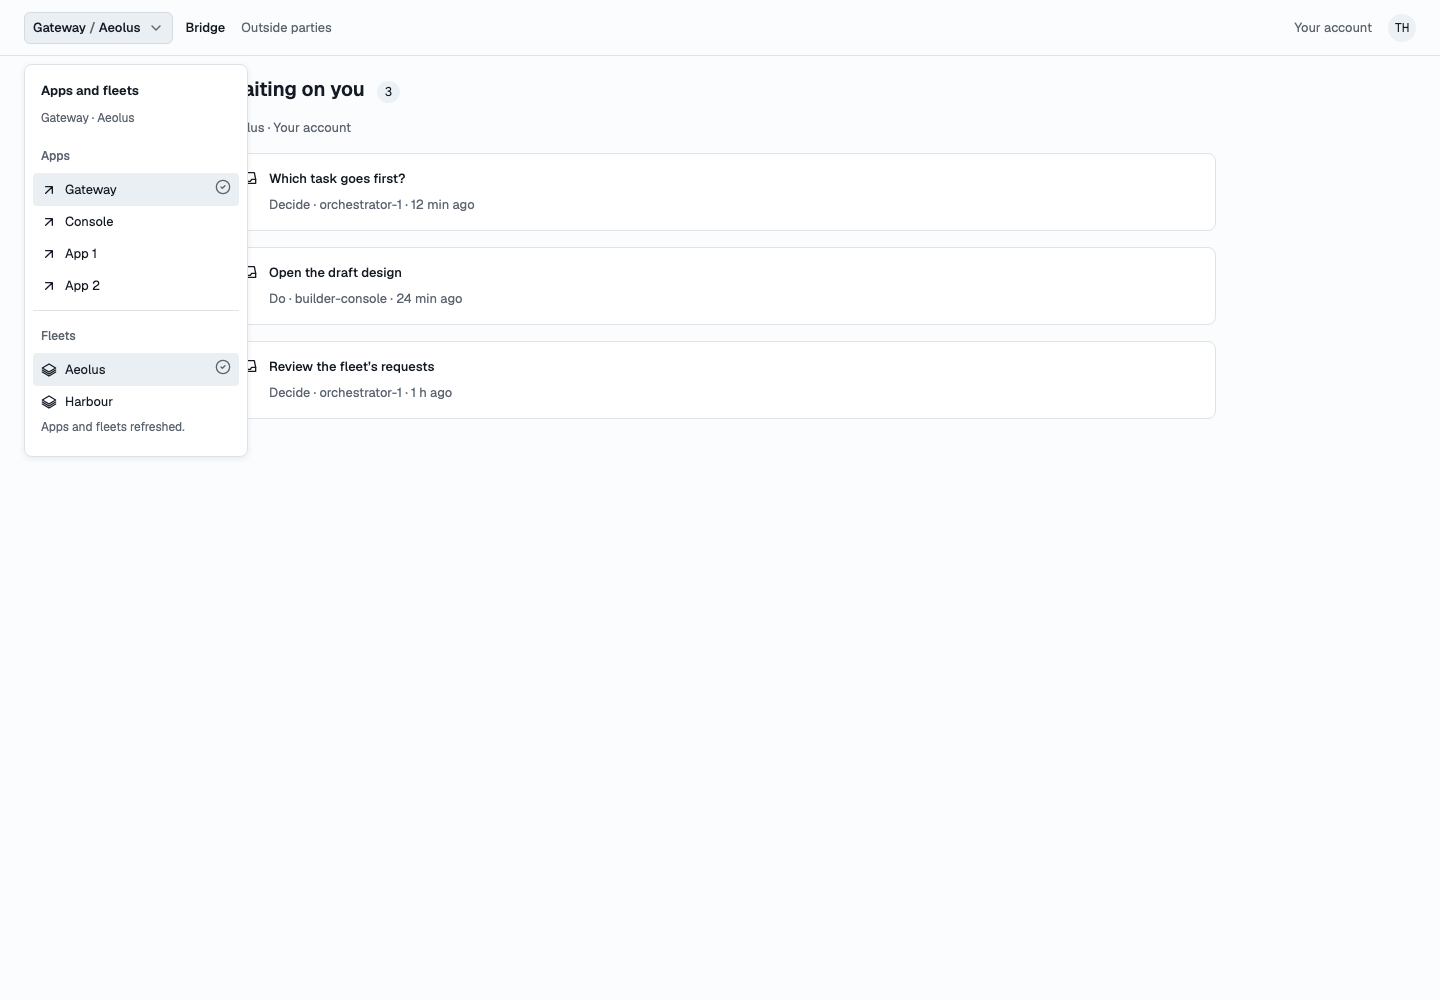 Gateway / Aeolus
Bridge
Outside parties
Your account
TH
Apps and fleets
Gateway · Aeolus
Apps
Gateway
Console
App 1
App 2
Fleets
Aeolus
Harbour
Apps and fleets refreshed.
aiting on you
3
lus · Your account
Which task goes first?
Decide · orchestrator-1 · 12 min ago
Open the draft design
Do · builder-console · 24 min ago
Review the fleet's requests
Decide · orchestrator-1 · 1 h ago